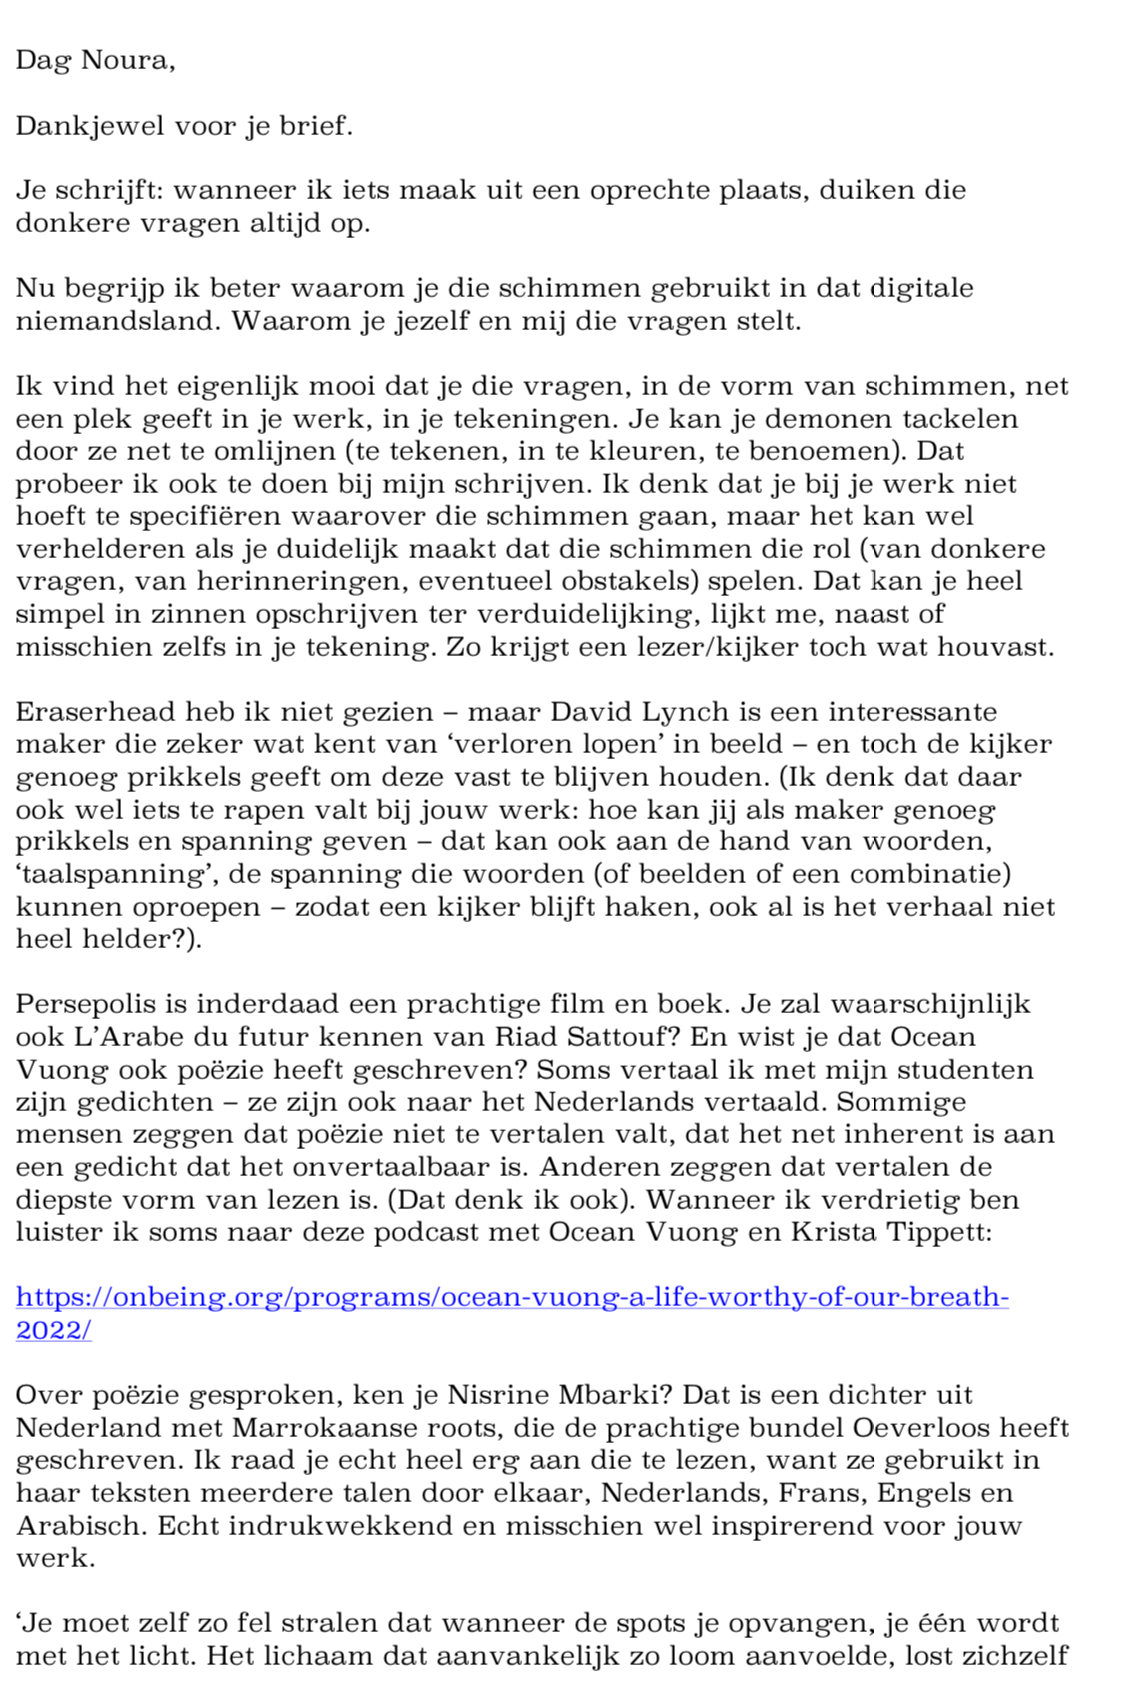 Dag Noura,
Dankjewel voor je brief.
Je schrijft: wanneer ik iets maak uit een oprechte plaats, duiken die
donkere vragen altijd op.
Nu begrijp ik beter waarom je die schimmen gebruikt in dat digitale
niemandsland. Waarom je jezelf en mij die vragen stelt.
Ik vind het eigenlijk mooi dat je die vragen, in de vorm van schimmen, net
een plek geeft in je werk, in je tekeningen. Je kan je demonen tackelen
door ze net te omlijnen (te tekenen, in te kleuren, te benoemen). Dat
probeer ik ook te doen bij mijn schrijven. Ik denk dat je bij je werk niet
hoeft te specifiëren waarover die schimmen gaan, maar het kan wel
verhelderen als je duidelijk maakt dat die schimmen die rol (van donkere
vragen, van herinneringen, eventueel obstakels) spelen. Dat kan je heel
simpel in zinnen opschrijven ter verduidelijking, lijkt me, naast of
misschien zelfs in je tekening. Zo krijgt een lezer/kijker toch wat houvast.
Eraserhead heb ik niet gezien – maar David Lynch is een interessante
maker die zeker wat kent van ‘verloren lopen’ in beeld – en toch de kijker
genoeg prikkels geeft om deze vast te blijven houden. (Ik denk dat daar
ook wel iets te rapen valt bij jouw werk: hoe kan jij als maker genoeg
prikkels en spanning geven – dat kan ook aan de hand van woorden,
‘taalspanning’, de spanning die woorden (of beelden of een combinatie)
kunnen oproepen – zodat een kijker blijft haken, ook al is het verhaal niet
heel helder?).
Persepolis is inderdaad een prachtige film en boek. Je zal waarschijnlijk
ook L’Arabe du futur kennen van Riad Sattouf? En wist je dat Ocean
Vuong ook poëzie heeft geschreven? Soms vertaal ik met mijn studenten
zijn gedichten – ze zijn ook naar het Nederlands vertaald. Sommige
mensen zeggen dat poëzie niet te vertalen valt, dat het net inherent is aan
een gedicht dat het onvertaalbaar is. Anderen zeggen dat vertalen de
diepste vorm van lezen is. (Dat denk ik ook). Wanneer ik verdrietig ben
luister ik soms naar deze podcast met Ocean Vuong en Krista Tippett:
https://onbeing.org/programs/ocean-vuong-a-life-worthy-of-our-breath-
2022/
Over poëzie gesproken, ken je Nisrine Mbarki? Dat is een dichter uit
Nederland met Marrokaanse roots, die de prachtige bundel Oeverloos heeft
geschreven. Ik raad je echt heel erg aan die te lezen, want ze gebruikt in
haar teksten meerdere talen door elkaar, Nederlands, Frans, Engels en
Arabisch. Echt indrukwekkend en misschien wel inspirerend voor jouw
werk.
‘Je moet zelf zo fel stralen dat wanneer de spots je opvangen, je één wordt
met het licht. Het lichaam dat aanvankelijk zo loom aanvoelde, lost zichzelf